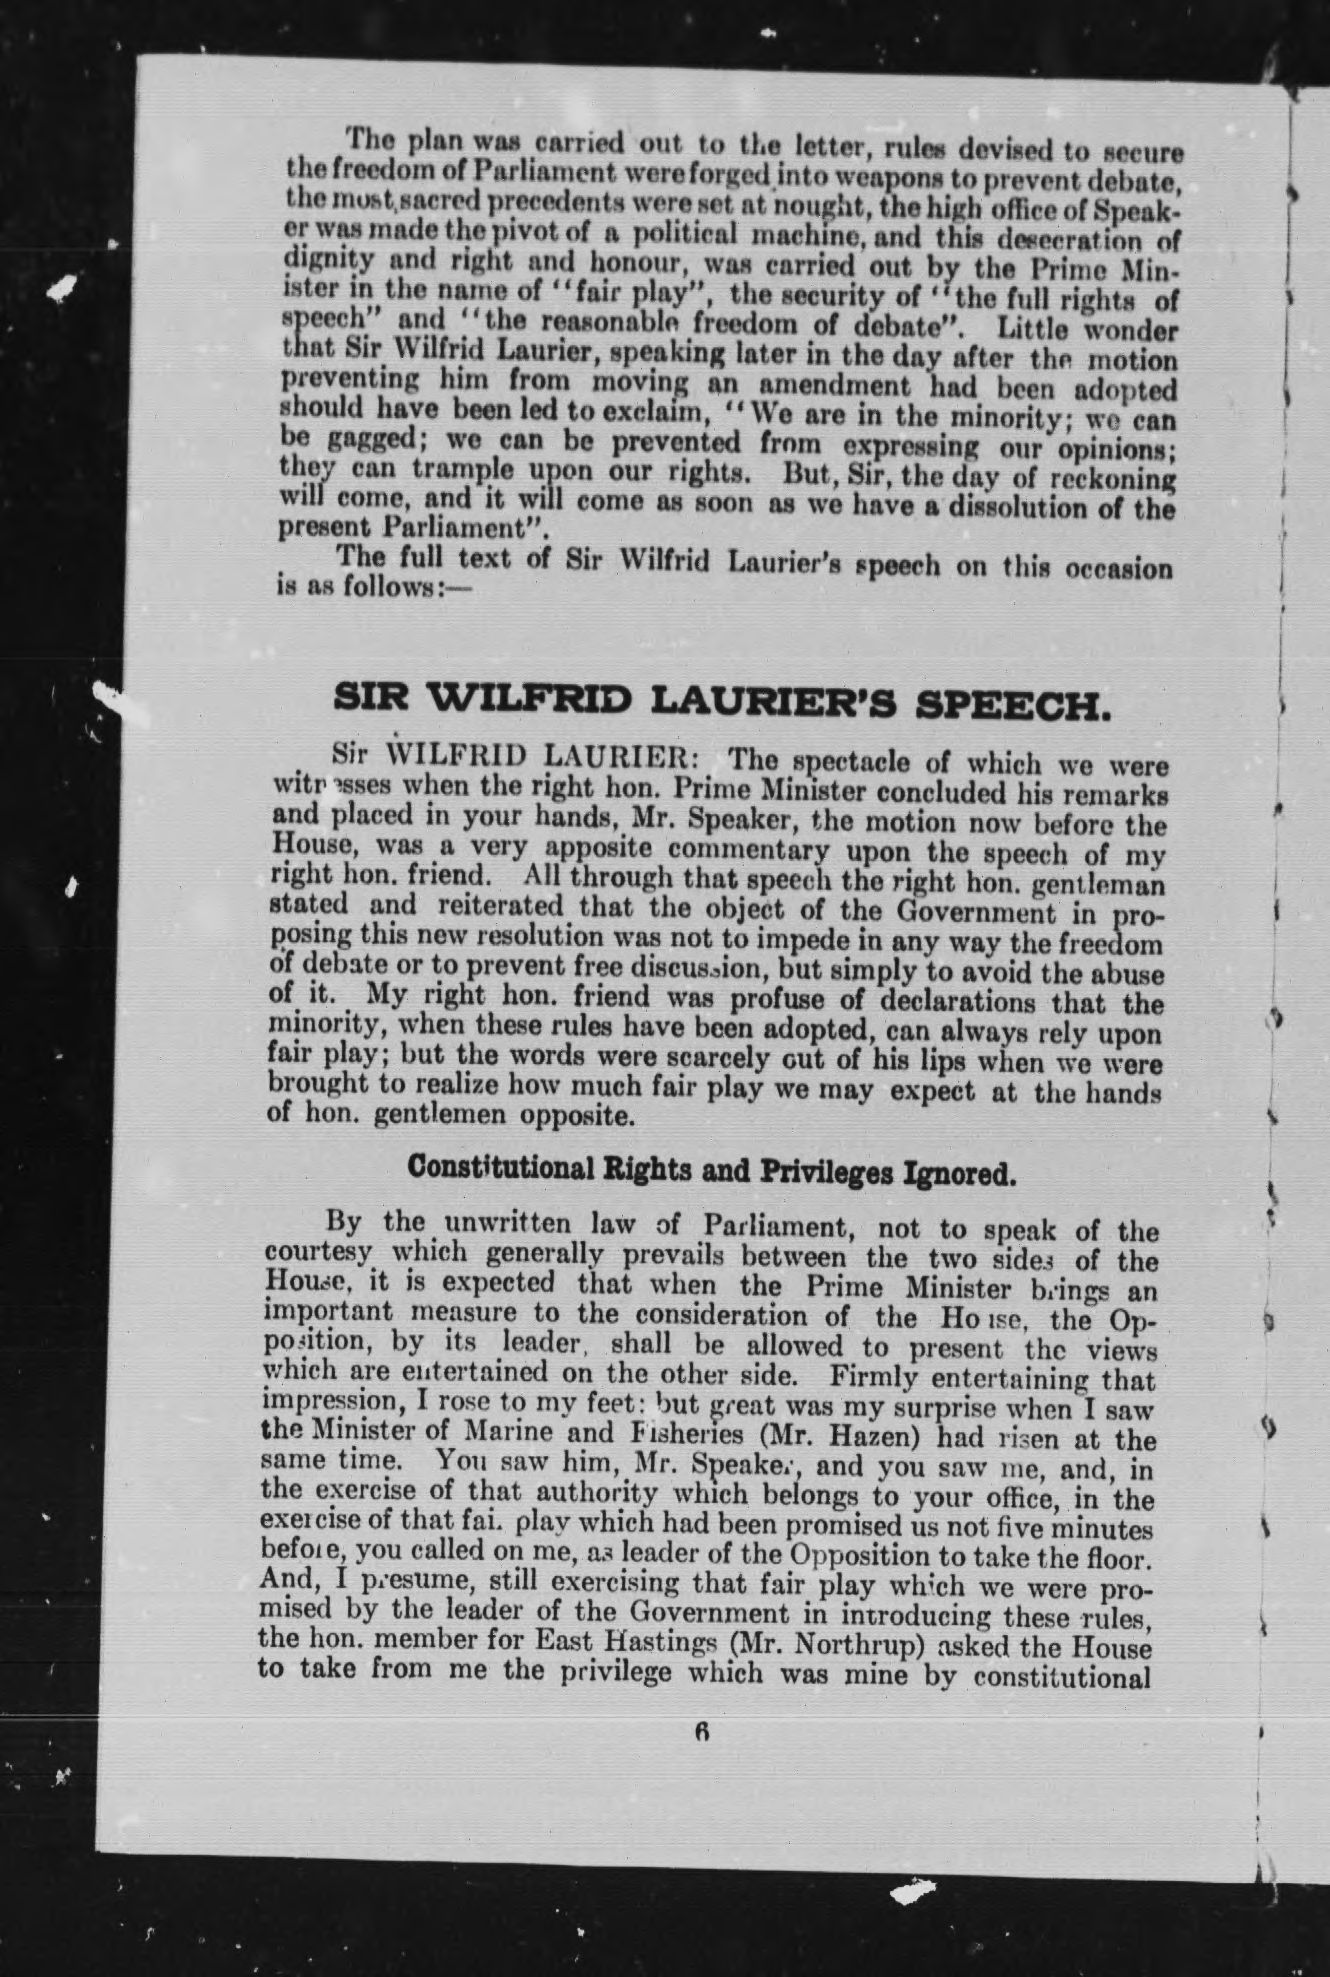 The plan was carried out to the letter, rules devised to secure
the freedom of Parliament were forged into weapons to prevent debate,
the most sacred precedents were set at nought, the high office of Speak-
er was made the pivot of a political machine, and this desecration of
dignity and right and honour, was carried out by the Prime Min-
ister in the name of "fair play", the security of "the full rights of
speech" and "the reasonable freedom of debate". Little wonder
that Sir Wilfrid Laurier, speaking later in the day after the motion
preventing him from moving an amendment had been adopted
should have been led to exclaim, "We are in the minority; we can
be gagged; we can be prevented from expressing our opinions;
they can trample upon our rights. But, Sir, the day of reckoning
will come, and it will come as soon as we have a dissolution of the
present Parliament".
The full text of Sir Wilfrid Laurier's speech on this occasion
is as follows:—
SIR WILFRID LAURIER'S SPEECH.
Sir WILFRID LAURIER: The spectacle of which we were
witnesses when the right hon. Prime Minister concluded his remarks
and placed in your hands, Mr. Speaker, the motion now before the
House, was a very apposite commentary upon the speech of my
right hon. friend. All through that speech the right hon. gentleman
stated and reiterated that the object of the Government in pro-
posing this new resolution was not to impede in any way the freedom
of debate or to prevent free discussion, but simply to avoid the abuse
of it. My right hon. friend was profuse of declarations that the
minority, when these rules have been adopted, can always rely upon
fair play; but the words were scarcely out of his lips when we were
brought to realize how much fair play we may expect at the hands
of hon. gentlemen opposite.
Constitutional Rights and Privileges Ignored.
By the unwritten law of Parliament, not to speak of the
courtesy which generally prevails between the two sides of the
House, it is expected that when the Prime Minister brings an
important measure to the consideration of the House, the Op-
position, by its leader, shall be allowed to present the views
which are entertained on the other side. Firmly entertaining that
impression, I rose to my feet: but great was my surprise when I saw
the Minister of Marine and Fisheries (Mr. Hazen) had risen at the
same time. You saw him, Mr. Speaker, and you saw me, and, in
the exercise of that authority which belongs to your office, in the
exercise of that fair play which had been promised us not five minutes
before, you called on me, as leader of the Opposition to take the floor.
And, I presume, still exercising that fair play which we were pro-
mised by the leader of the Government in introducing these rules,
the hon. member for East Hastings (Mr. Northrup) asked the House
to take from me the privilege which was mine by constitutional
6